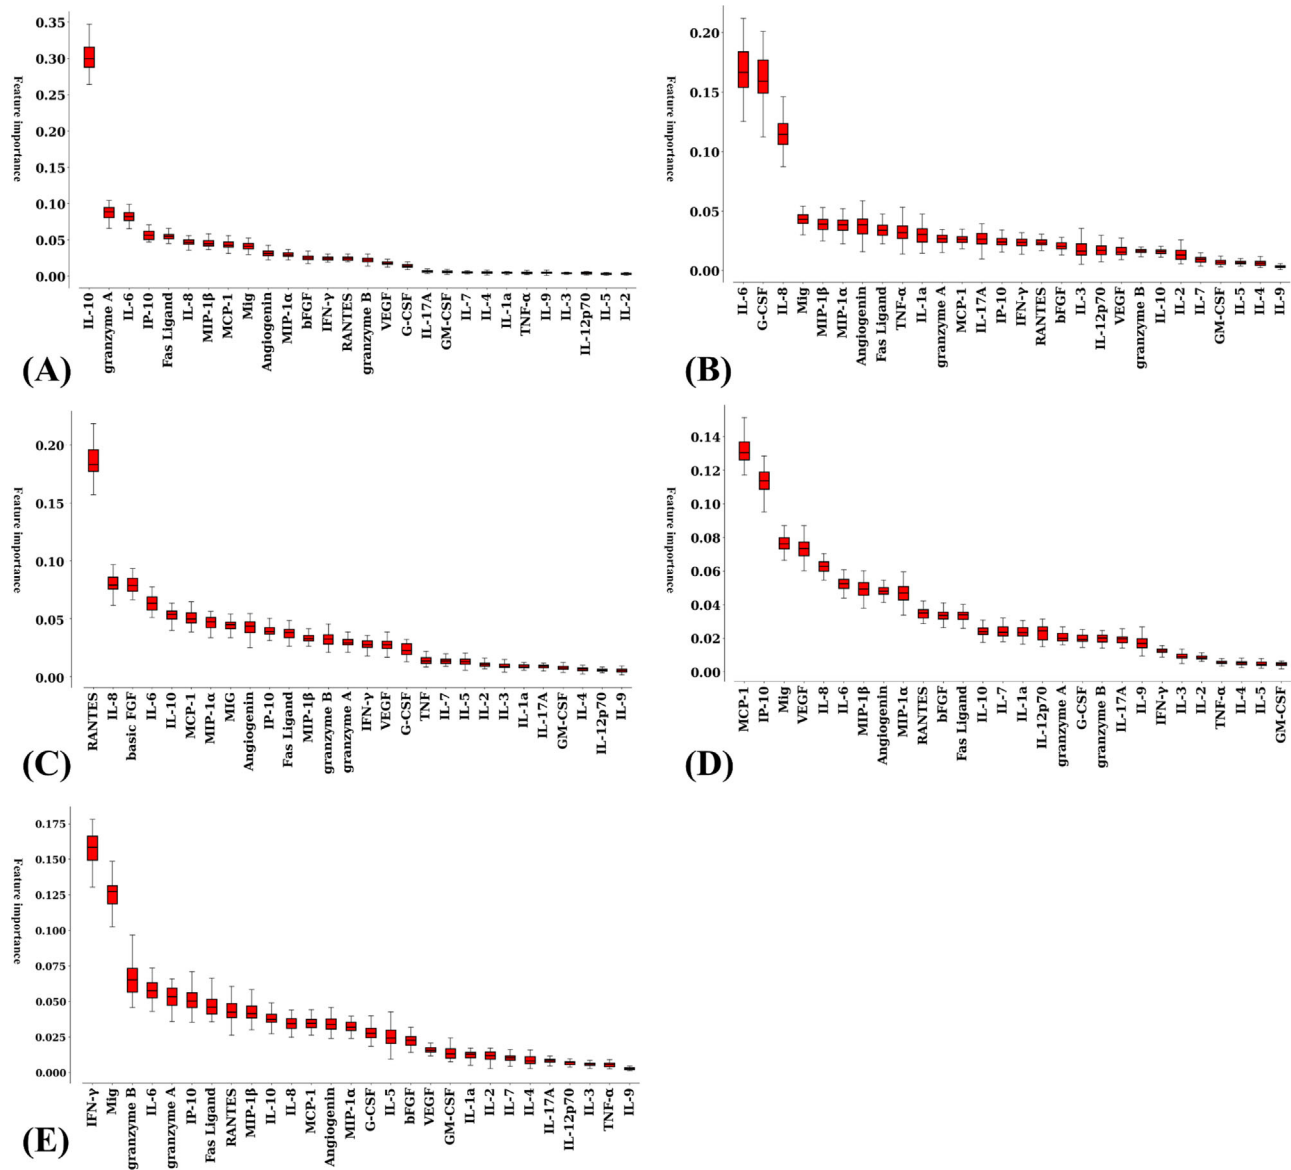 0.35
0.30
0.25
0.20
0.15
0.10
0.05
0.00
Feature importance
IL-10
granzyme A
IL-6
IP-10
Fas Ligand
IL-8
MIP-1β
MCP-1
Mig
Angiogenin
MIP-1α
bFGF
IFN-γ
RANTES
granzyme B
VEGF
G-CSF
IL-17A
GM-CSF
IL-7
IL-4
IL-1a
TNF-α
IL-9
IL-3
IL-12p70
IL-5
IL-2
(A)
0.20
0.15
0.10
0.05
0.00
Feature importance
IL-6
G-CSF
IL-8
Mig
MIP-1β
MIP-1α
Angiogenin
Fas Ligand
TNF-α
IL-1a
granzyme A
MCP-1
IL-17A
IP-10
IFN-γ
RANTES
bFGF
IL-3
IL-12p70
VEGF
granzyme B
IL-10
IL-2
IL-7
GM-CSF
IL-5
IL-4
IL-9
(B)
0.20
0.15
0.10
0.05
0.00
Feature importance
RANTES
IL-8
basic FGF
IL-6
IL-10
MCP-1
MIP-1α
MIG
Angiogenin
IP-10
Fas Ligand
MIP-1β
granzyme B
granzyme A
IFN-γ
VEGF
G-CSF
TNF
IL-7
IL-5
IL-2
IL-3
IL-1a
IL-17A
GM-CSF
IL-4
IL-12p70
IL-9
(C)
0.14
0.12
0.10
0.08
0.06
0.04
0.02
0.00
Feature importance
MCP-1
IP-10
Mig
VEGF
IL-8
IL-6
MIP-1β
Angiogenin
MIP-1α
RANTES
bFGF
Fas Ligand
IL-10
IL-7
IL-1a
IL-12p70
granzyme A
G-CSF
granzyme B
IL-17A
IL-9
IFN-γ
IL-3
IL-2
TNF-α
IL-4
IL-5
GM-CSF
(D)
0.175
0.150
0.125
0.100
0.075
0.050
0.025
0.000
Feature importance
IFN-γ
Mig
granzyme B
IL-6
granzyme A
IP-10
Fas Ligand
RANTES
MIP-1β
IL-10
IL-8
MCP-1
Angiogenin
MIP-1α
G-CSF
IL-5
bFGF
VEGF
GM-CSF
IL-1a
IL-2
IL-7
IL-4
IL-17A
IL-12p70
IL-3
TNF-α
IL-9
(E)